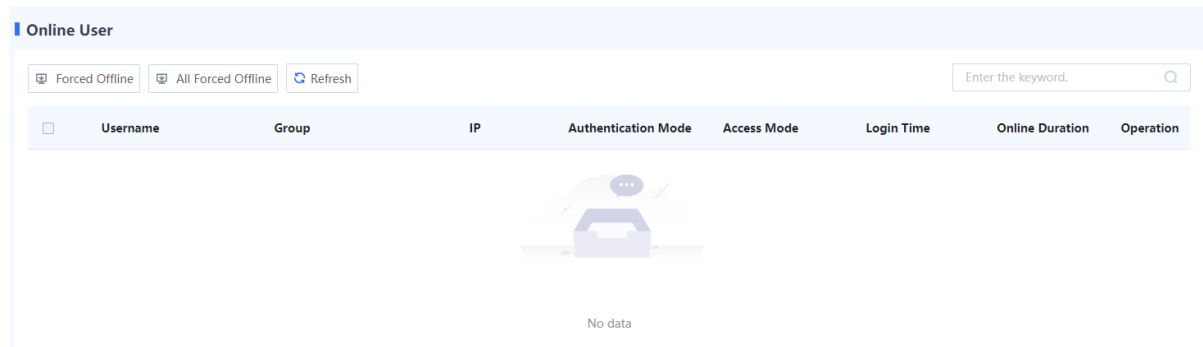 Online User
Forced Offline All Forced Offline Refresh Enter the keyword.
Username Group IP Authentication Mode Access Mode Login Time Online Duration Operation
No data